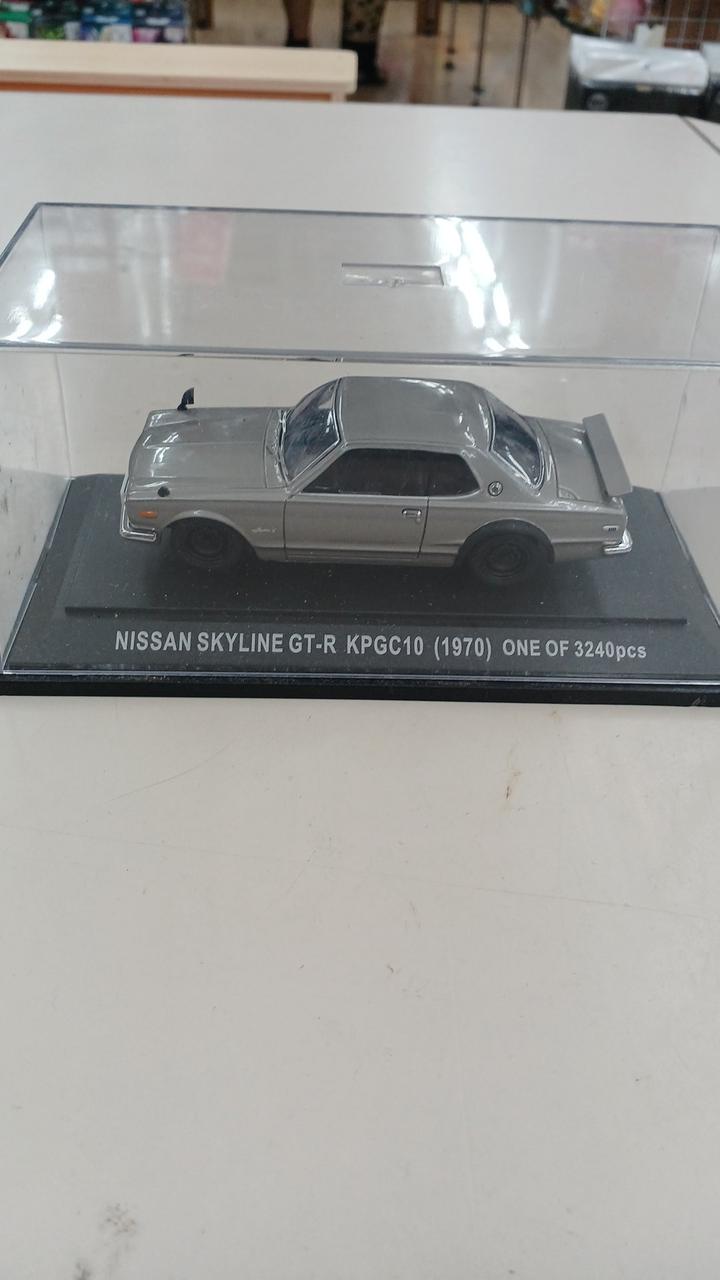 NISSAN SKYLINE GT-R KPGC10 (1970) ONE OF 3240pcs